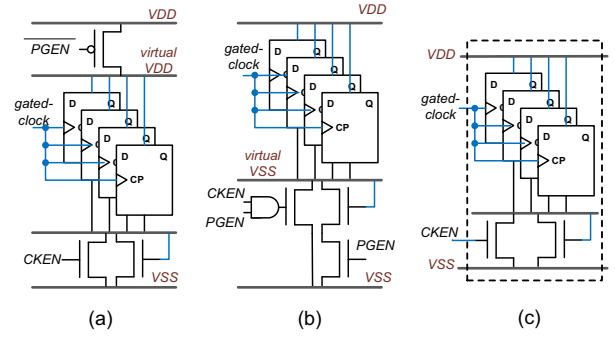 VDD
PGEN
virtual
VDD
gated-
clock
D
D
Q
CP
CKEN
VSS
(a)
VDD
gated-
clock
D
Q
D
Q
CP
virtual
VSS
CKEN
PGEN
PGEN
VSS
(b)
VDD
gated-
clock
D
Q
D
Q
CP
CKEN
VSS
(c)